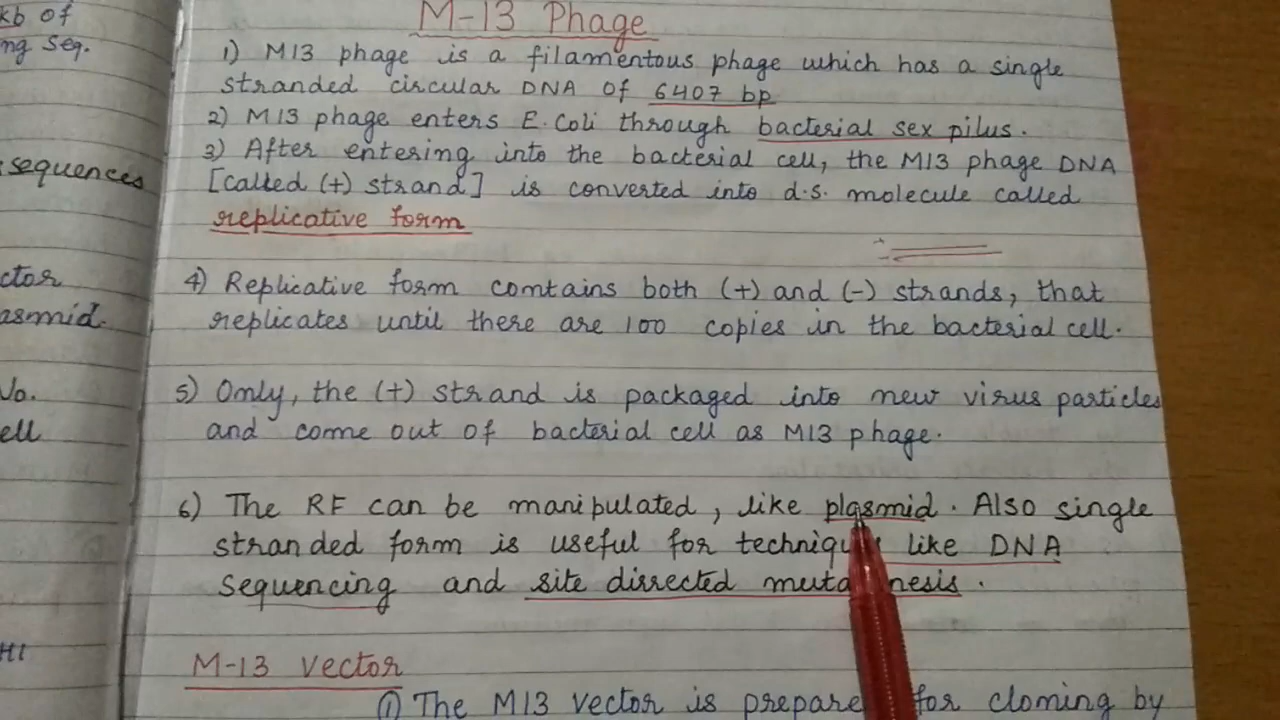 kb of
ng seq.
sequences
ctor
asmid.
No.
ell
M-13 Phage
1) M13 phage is a filamentous phage which has a single
stranded circular DNA of 6407 bp
2) M13 phage enters E.Coli through bacterial sex pilus.
3) After entering into the bacterial cell, the M13 phage DNA
[called (+) strand] is converted into d.s. molecule called
replicative form
4) Replicative form contains both (+) and (-) strands, that
replicates until there are 100 copies in the bacterial cell.
5) Only, the (+) strand is packaged into new virus particles
and come out of bacterial cell as M13 phage.
6) The RF can be manipulated, like plasmid. Also single
stranded form is useful for techniqu like DNA
sequencing and site dirrected muta nesis.
M-13 vector
① The M13 vector is prepare for cloning by